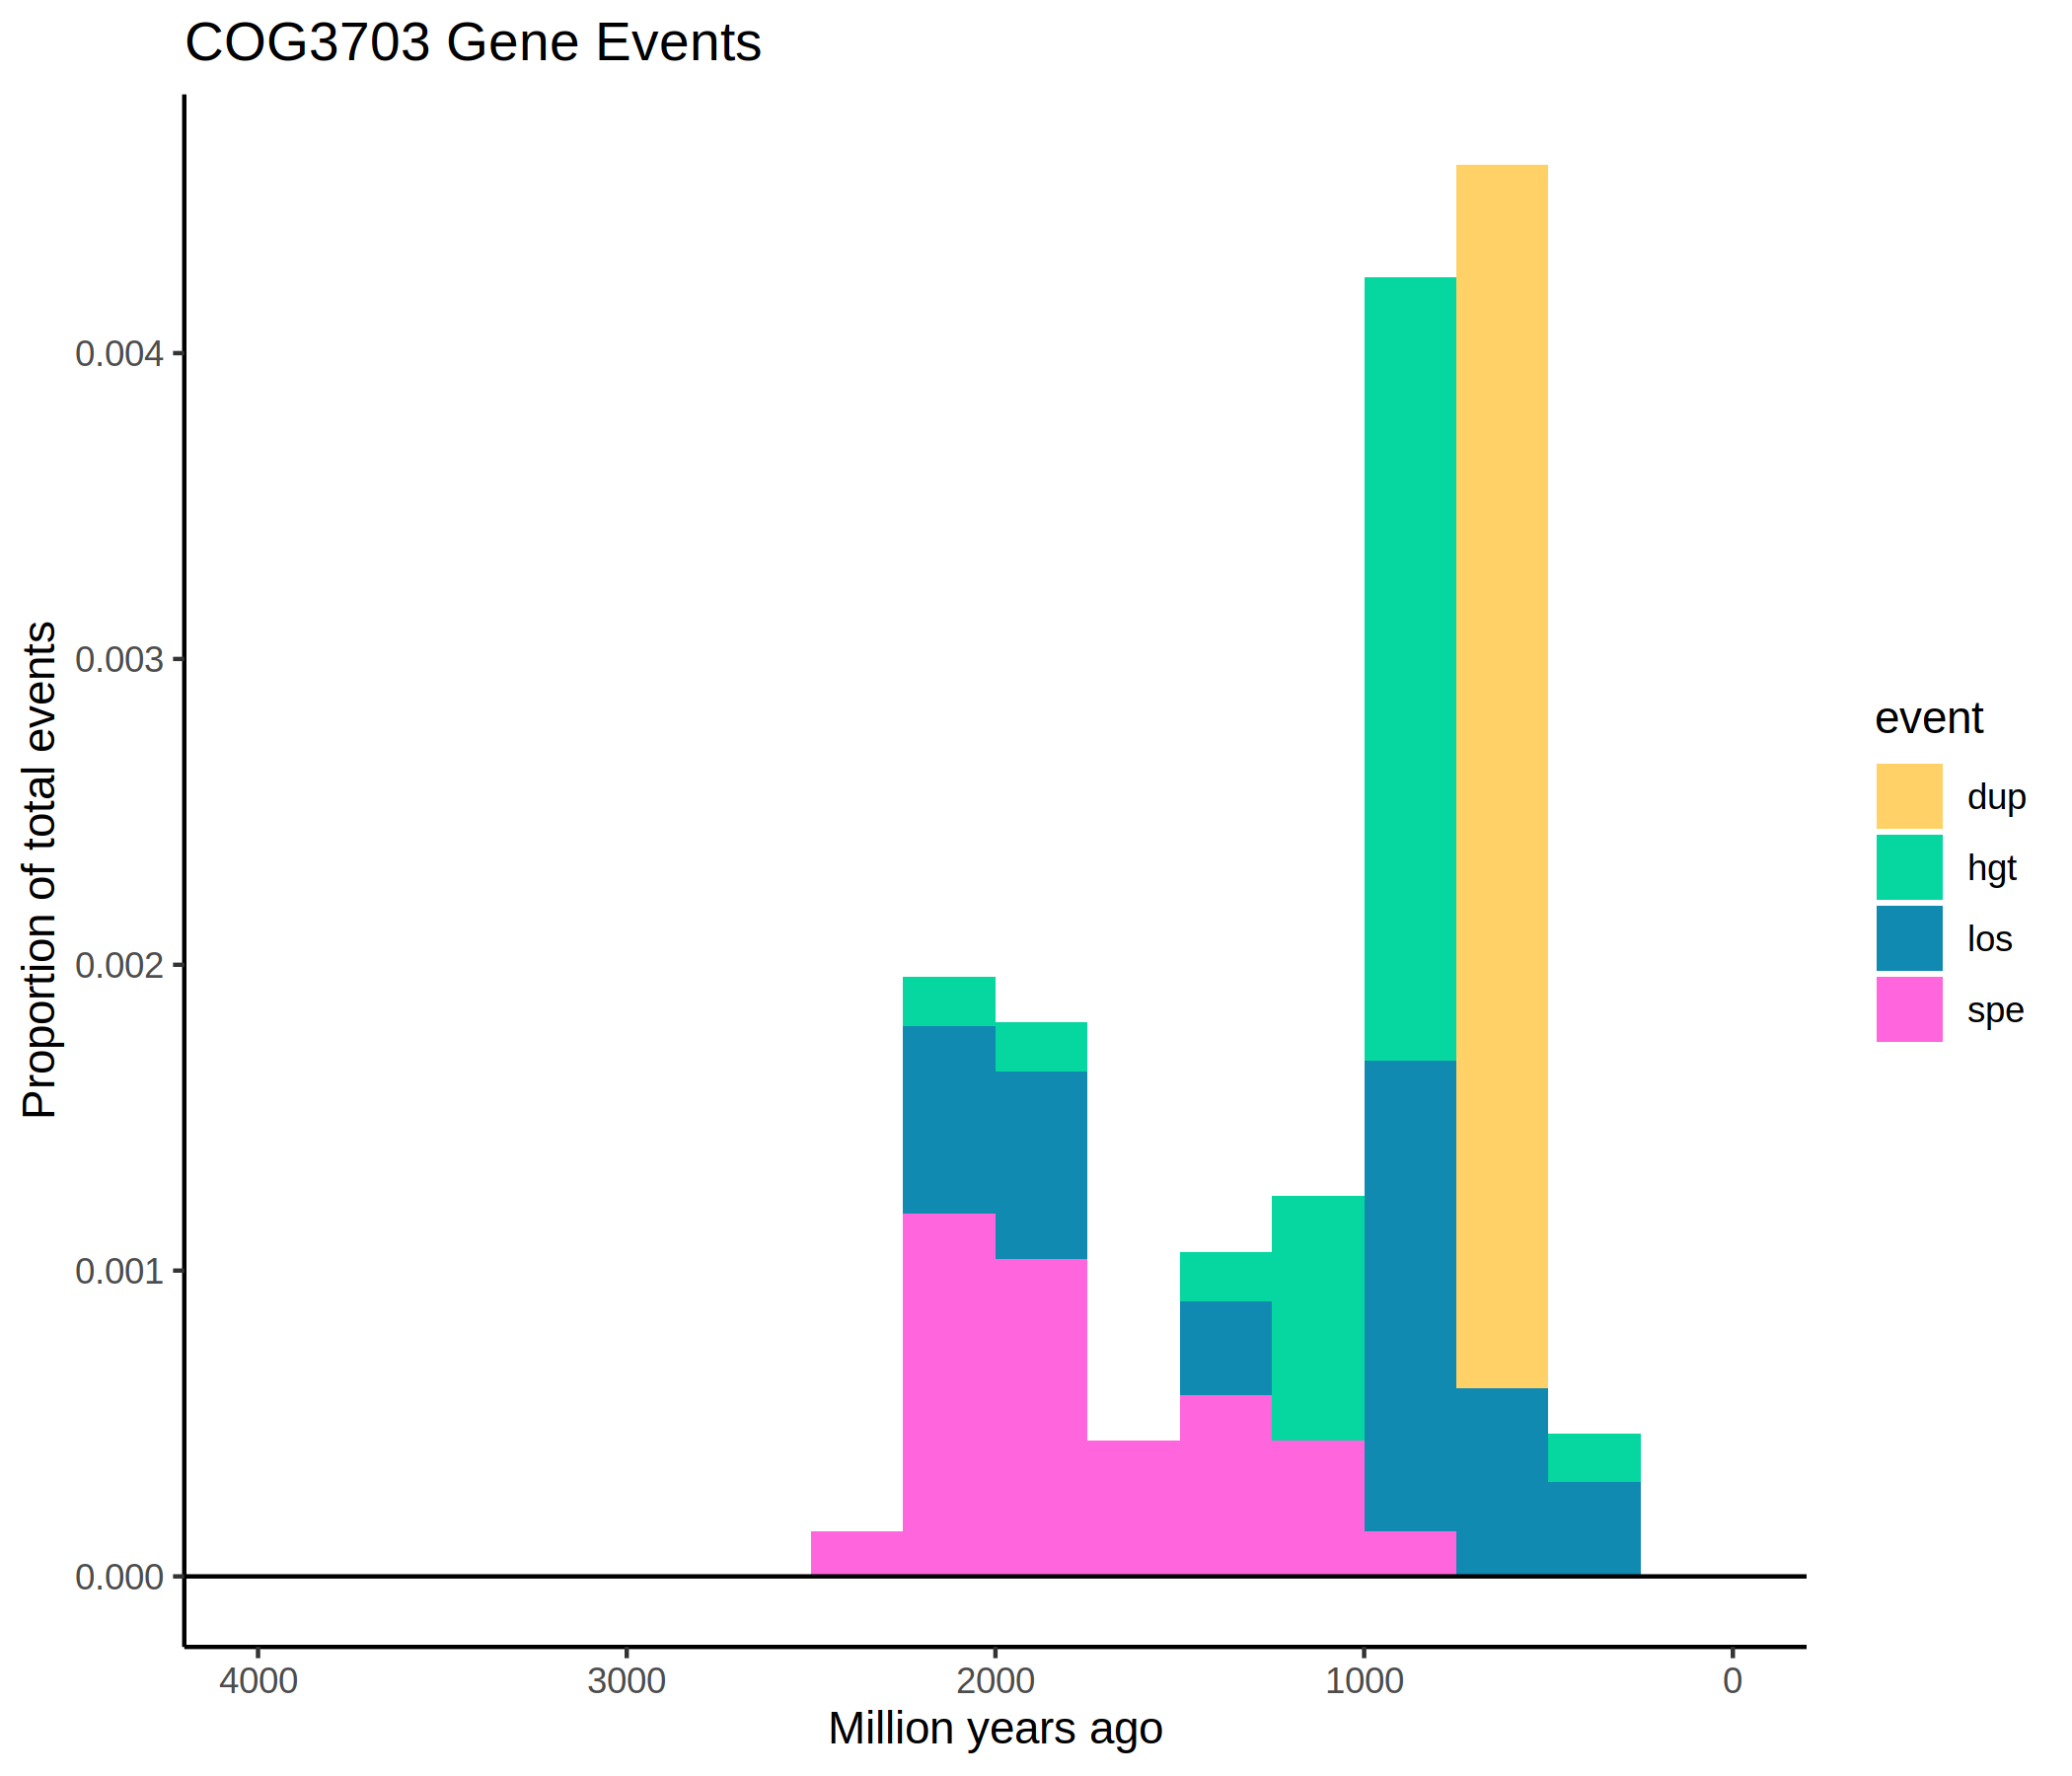 COG3703 Gene Events
Proportion of total events
0.004
0.003
0.002
0.001
0.000
4000 3000 2000 1000 0
Million years ago
event
dup
hgt
los
spe